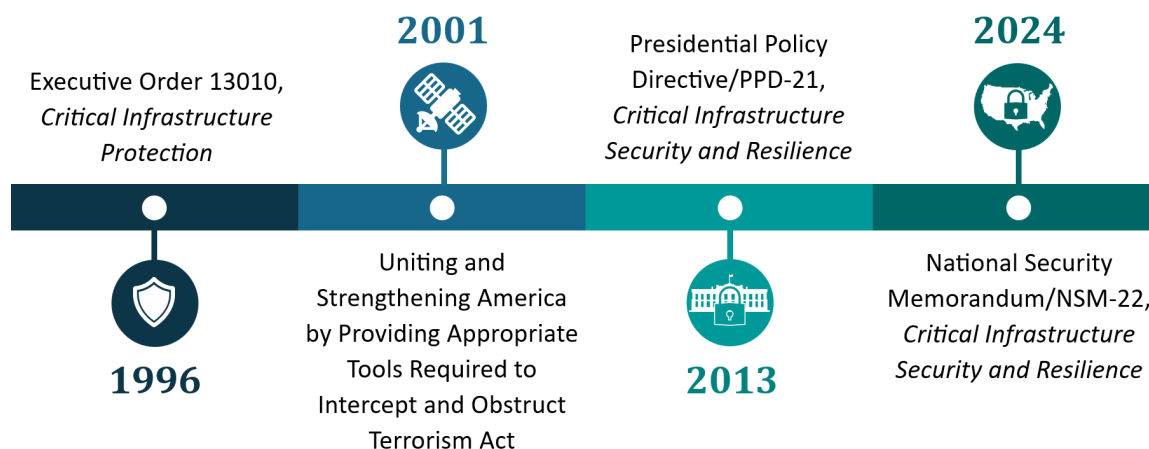 1996
Executive Order 13010,
Critical Infrastructure
Protection
2001
Uniting and
Strengthening America
by Providing Appropriate
Tools Required to
Intercept and Obstruct
Terrorism Act
2013
Presidential Policy
Directive/PPD-21,
Critical Infrastructure
Security and Resilience
2024
National Security
Memorandum/NSM-22,
Critical Infrastructure
Security and Resilience